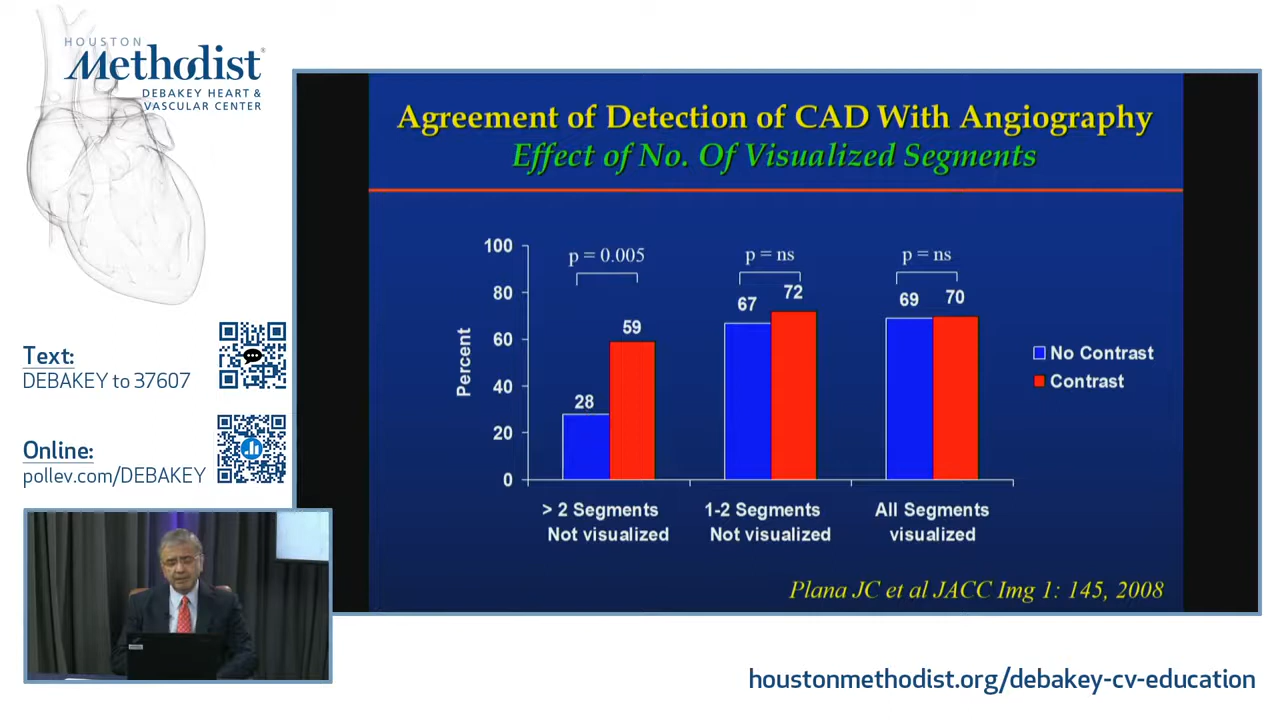 HOUSTON
Methodist®
DEBAKEY HEART &
VASCULAR CENTER
Text:
DEBAKEY to 37607
Online:
pollev.com/DEBAKEY
Agreement of Detection of CAD With Angiography
Effect of No. Of Visualized Segments
Percent
100
80
60
40
20
0
p = 0.005
p = ns
p = ns
28
59
67
72
69
70
> 2 Segments
Not visualized
1-2 Segments
Not visualized
All Segments
visualized
No Contrast
Contrast
Plana JC et al JACC Img 1: 145, 2008
houstonmethodist.org/debakey-cv-education